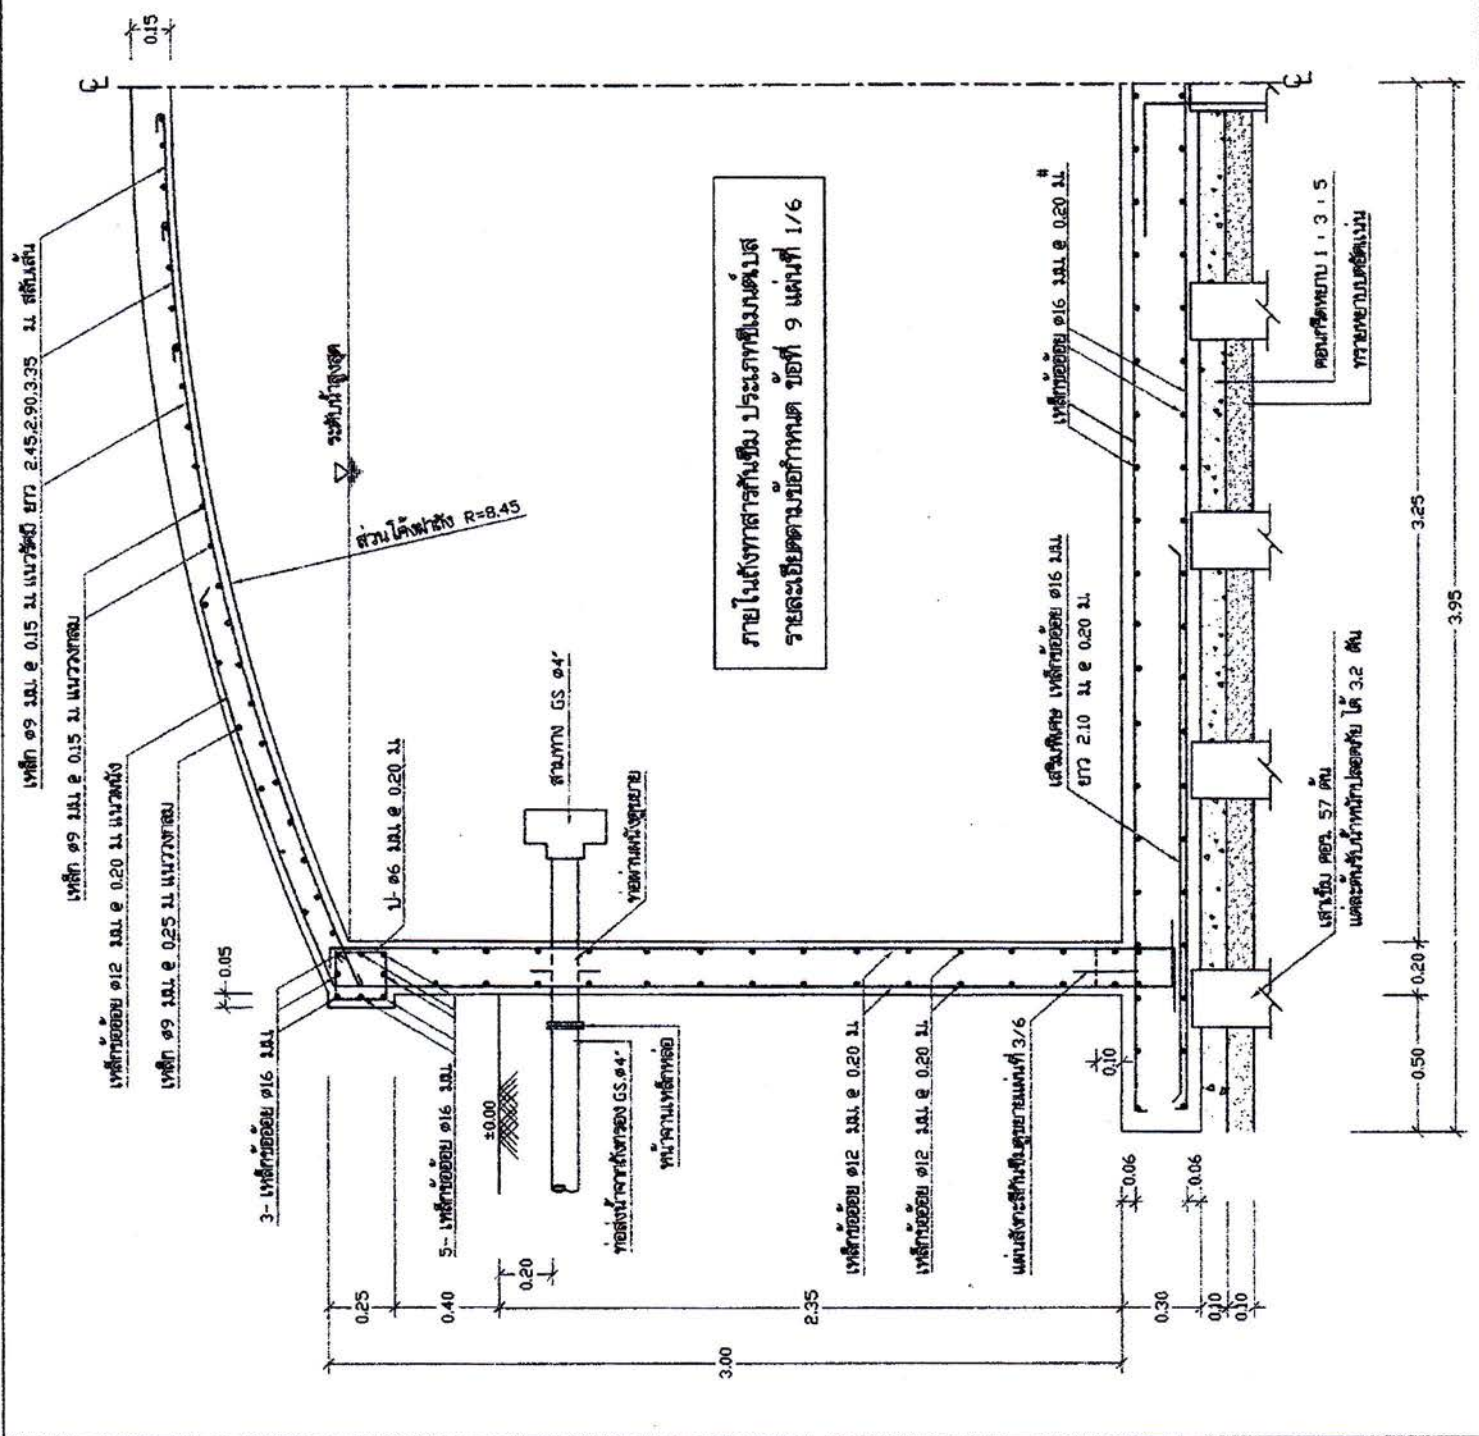 เหล็ก ø9 มม. @ 0.15 ม. แนวรัศมี ยาว 2.45,2.90,3.35 ม. สลับเส้น
เหล็ก ø9 มม. @ 0.15 ม. แนววงกลม
เหล็กข้ออ้อย ø12 มม. @ 0.20 ม. แนวผนัง
เหล็ก ø9 มม. @ 0.25 ม. แนววงกลม
0.15
℄
0.05
3- เหล็กข้ออ้อย ø16 มม.
5- เหล็กข้ออ้อย ø16 มม.
ป- ø6 มม. @ 0.20 ม.
ส่วนโค้งฝาถัง R=8.45
ระดับน้ำสูงสุด
±0.00
สามทาง GS ø4"
ท่อผ่านผนังดูขยาย
ท่อส่งน้ำจากถังกรอง GS.ø4"
หน้าจานเหล็กหล่อ
ภายในถังทาสารกันซึม ประเภทซีเมนต์เบส
รายละเอียดตามข้อกำหนด ข้อที่ 9 แผ่นที่ 1/6
0.25
0.40
0.20
2.35
3.00
0.30
0.10
0.10
เหล็กข้ออ้อย ø12 มม. @ 0.20 ม.
เหล็กข้ออ้อย ø12 มม. @ 0.20 ม.
แผ่นสังกะสีกันซึมดูขยายแผ่นที่ 3/6
0.10
เสริมพิเศษ เหล็กข้ออ้อย ø16 มม.
ยาว 2.10 ม. @ 0.20 ม.
เหล็กข้ออ้อย ø16 มม. @ 0.20 ม. #
0.06
0.06
เสาเข็ม คอร. 57 ต้น
แต่ละต้นรับน้ำหนักปลอดภัย ได้ 3.2 ตัน
คอนกรีตหยาบ 1 : 3 : 5
ทรายหยาบบดอัดแน่น
℄
0.50
0.20
3.25
3.95